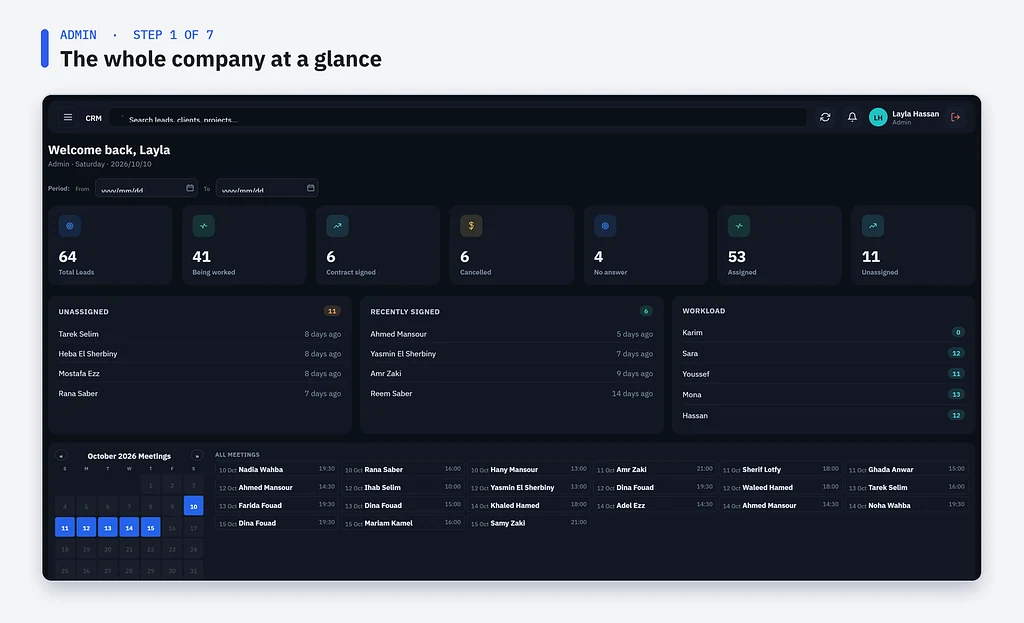 ADMIN · STEP 1 OF 7
The whole company at a glance
CRM
Search leads, clients, projects...
LH
Layla Hassan
Admin
Welcome back, Layla
Admin · Saturday · 2026/10/10
Period: From yyyy/mm/dd To yyyy/mm/dd
64
Total Leads
41
Being worked
6
Contract signed
$
6
Cancelled
4
No answer
53
Assigned
11
Unassigned
UNASSIGNED 11
Tarek Selim 8 days ago
Heba El Sherbiny 8 days ago
Mostafa Ezz 8 days ago
Rana Saber 7 days ago
RECENTLY SIGNED 6
Ahmed Mansour 5 days ago
Yasmin El Sherbiny 7 days ago
Amr Zaki 9 days ago
Reem Saber 14 days ago
WORKLOAD
Karim 0
Sara 12
Youssef 11
Mona 13
Hassan 12
« October 2026 Meetings »
S M T W T F S
1 2 3
4 5 6 7 8 9 10
11 12 13 14 15 16 17
18 19 20 21 22 23 24
25 26 27 28 29 30 31
ALL MEETINGS
10 Oct Nadia Wahba 19:30 10 Oct Rana Saber 16:00 10 Oct Hany Mansour 13:00 11 Oct Amr Zaki 21:00 11 Oct Sherif Lotfy 18:00 11 Oct Ghada Anwar 15:00
12 Oct Ahmed Mansour 14:30 12 Oct Ihab Selim 10:00 12 Oct Yasmin El Sherbiny 13:00 12 Oct Dina Fouad 19:30 12 Oct Waleed Hamed 18:00 13 Oct Tarek Selim 16:00
13 Oct Farida Fouad 19:30 13 Oct Dina Fouad 15:00 14 Oct Khaled Hamed 18:00 14 Oct Adel Ezz 14:30 14 Oct Ahmed Mansour 14:30 14 Oct Noha Wahba 19:30
15 Oct Dina Fouad 19:30 15 Oct Mariam Kamel 16:00 15 Oct Samy Zaki 21:00